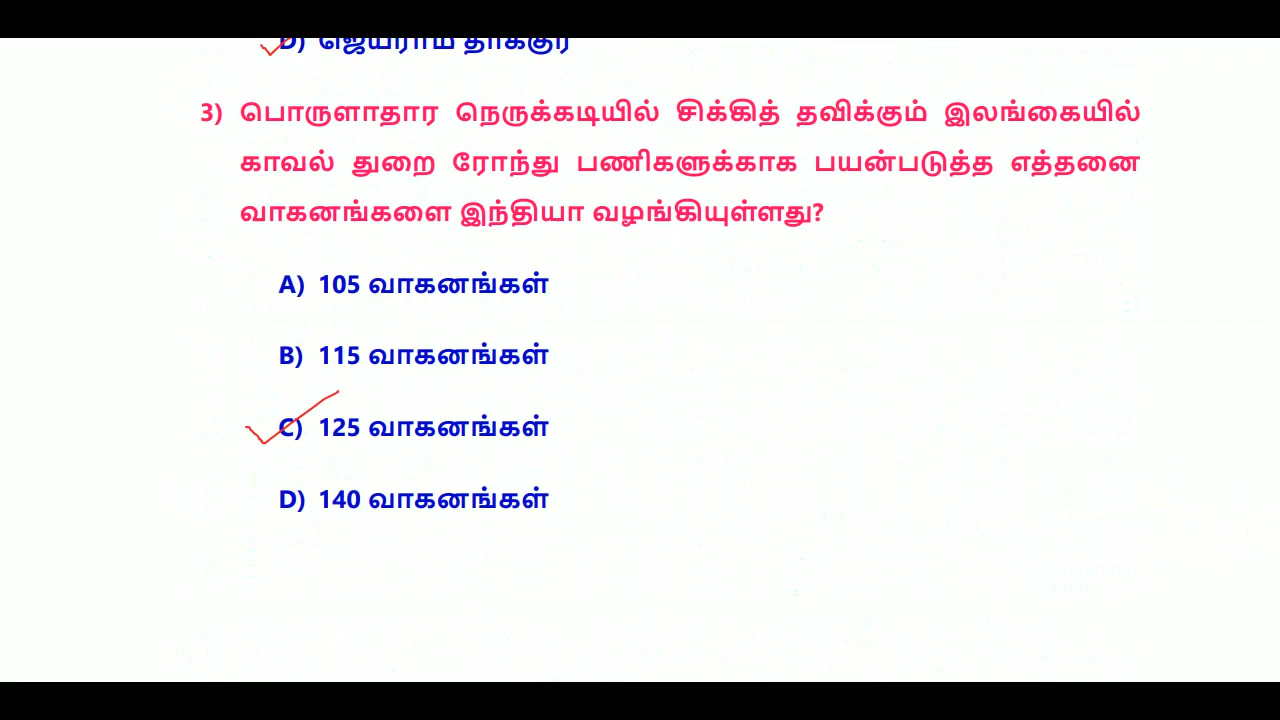 D) ஜெய்ராம் தாக்குர்
3) பொருளாதார நெருக்கடியில் சிக்கித் தவிக்கும் இலங்கையில்
காவல் துறை ரோந்து பணிகளுக்காக பயன்படுத்த எத்தனை
வாகனங்களை இந்தியா வழங்கியுள்ளது?
A) 105 வாகனங்கள்
B) 115 வாகனங்கள்
C) 125 வாகனங்கள்
D) 140 வாகனங்கள்